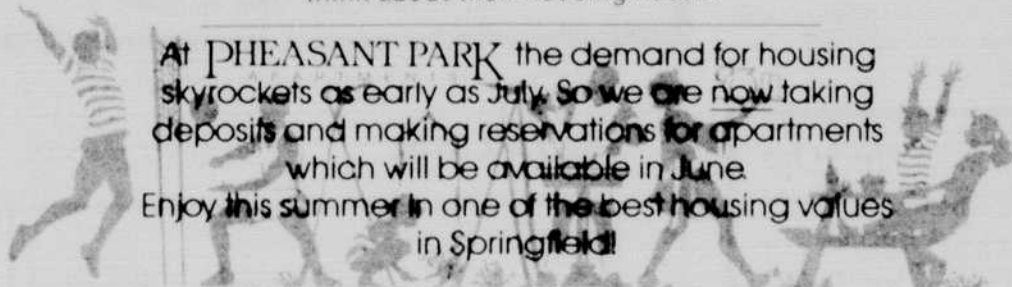 At PHEASANT PARK the demand for housing
APARTMENTS
skyrockets as early as July. So we are now taking
deposits and making reservations for apartments
which will be available in June.
Enjoy this summer in one of the best housing values
in Springfield!